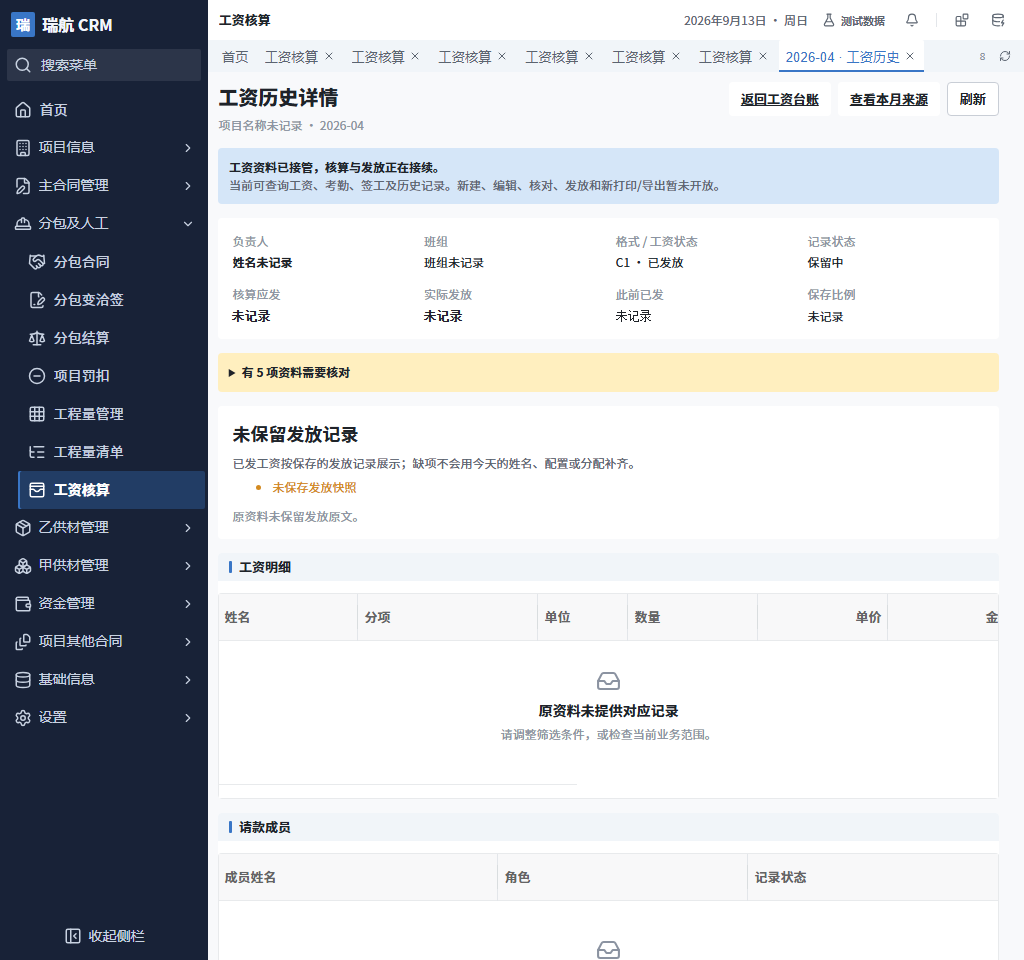 瑞 瑞航 CRM
搜索菜单
首页
项目信息
主合同管理
分包及人工
分包合同
分包变洽签
分包结算
项目罚扣
工程量管理
工程量清单
工资核算
乙供材管理
甲供材管理
资金管理
项目其他合同
基础信息
设置
收起侧栏
工资核算
2026年9月13日 • 周日 测试数据
首页 工资核算 × 工资核算 × 工资核算 × 工资核算 × 工资核算 × 工资核算 × 2026-04 · 工资历史 × 8
工资历史详情
返回工资台账 查看本月来源 刷新
项目名称未记录 • 2026-04
工资资料已接管，核算与发放正在接续。
当前可查询工资、考勤、签工及历史记录。新建、编辑、核对、发放和新打印/导出暂未开放。
负责人 班组 格式 / 工资状态 记录状态
姓名未记录 班组未记录 C1 • 已发放 保留中
核算应发 实际发放 此前已发 保存比例
未记录 未记录 未记录 未记录
有 5 项资料需要核对
未保留发放记录
已发工资按保存的发放记录展示；缺项不会用今天的姓名、配置或分配补齐。
• 未保存发放快照
原资料未保留发放原文。
工资明细
姓名 分项 单位 数量 单价 金
原资料未提供对应记录
请调整筛选条件，或检查当前业务范围。
请款成员
成员姓名 角色 记录状态